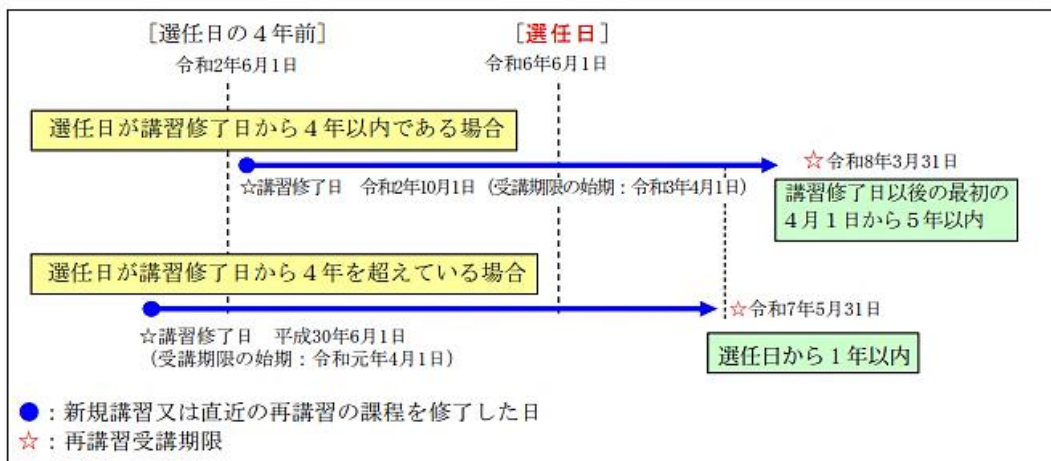 ［選任日の４年前］
［選任日］
令和2年6月1日
令和6年6月1日
選任日が講習修了日から４年以内である場合
☆令和8年3月31日
☆講習修了日　令和2年10月1日（受講期限の始期：令和3年4月1日）
講習修了日以後の最初の
４月１日から５年以内
選任日が講習修了日から４年を超えている場合
☆令和7年5月31日
☆講習修了日　平成30年6月1日
（受講期限の始期：令和元年4月1日）
選任日から１年以内
●：新規講習又は直近の再講習の課程を修了した日
☆：再講習受講期限